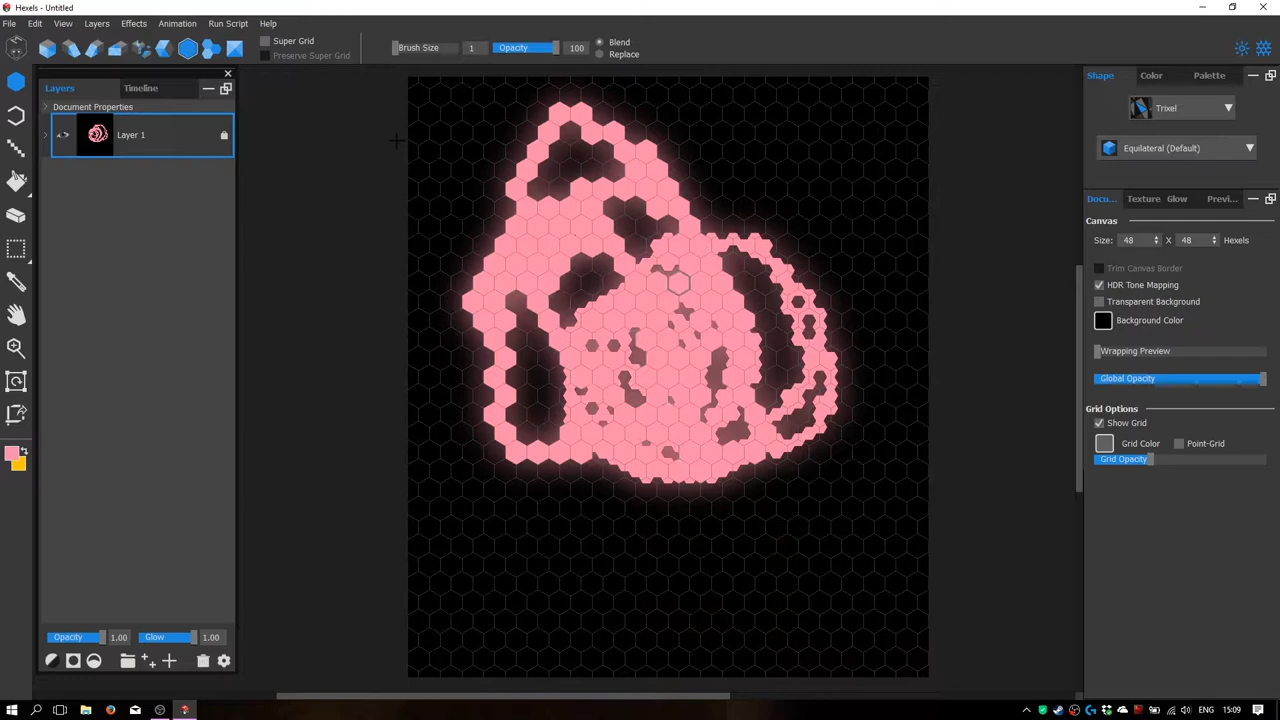 Hexels - Untitled
File Edit View Layers Effects Animation Run Script Help
Super Grid
Preserve Super Grid
Brush Size 1 Opacity 100
Blend
Replace
Layers Timeline
Document Properties
Layer 1
Opacity 1.00 Glow 1.00
Shape Color Palette
Trixel
Equilateral (Default)
Docu... Texture Glow Previ...
Canvas
Size: 48 X 48 Hexels
Trim Canvas Border
HDR Tone Mapping
Transparent Background
Background Color
Wrapping Preview
Global Opacity
Grid Options
Show Grid
Grid Color Point-Grid
Grid Opacity
ENG 15:09